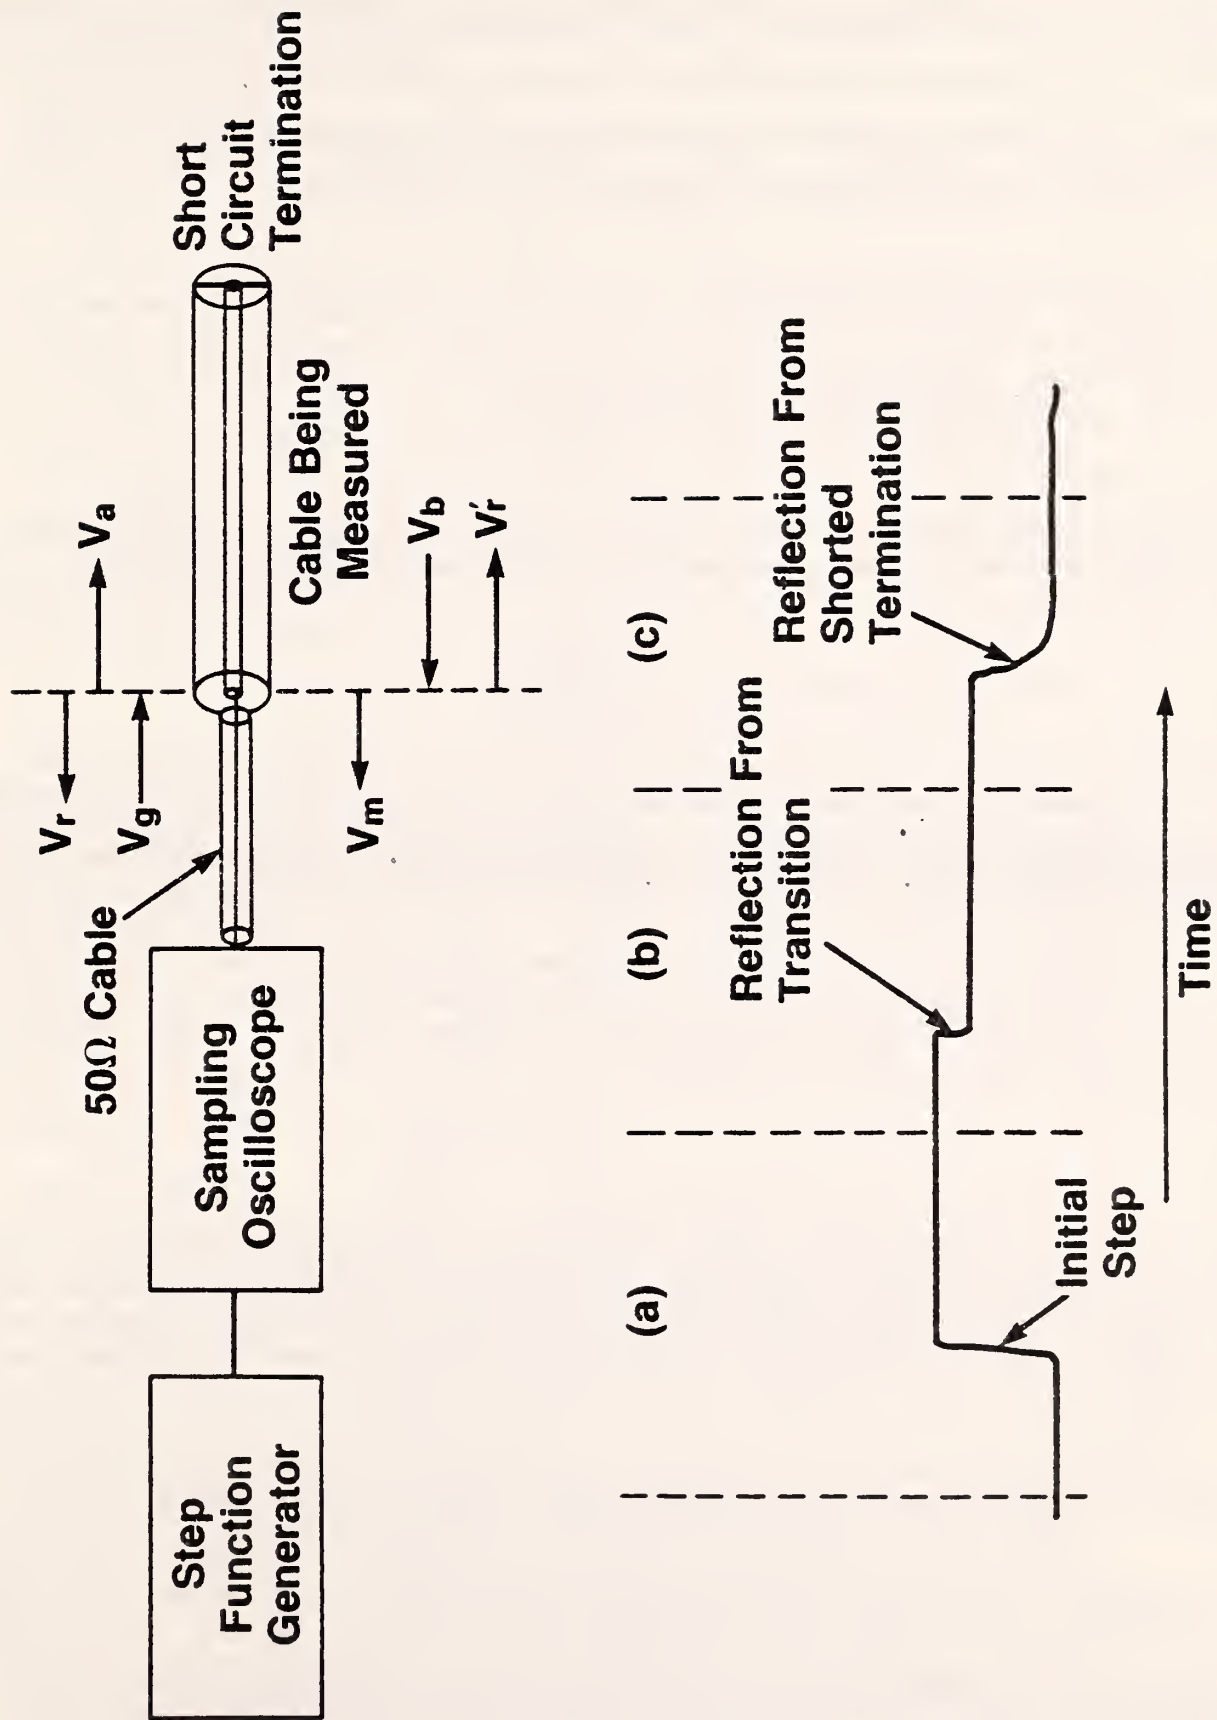 Step
Function
Generator
Sampling
Oscilloscope
50Ω Cable
Vr
Vg
Va
Vm
Vb
V'r
Cable Being
Measured
Short
Circuit
Termination
(a)
(b)
(c)
Initial
Step
Reflection From
Transition
Reflection From
Shorted
Termination
Time